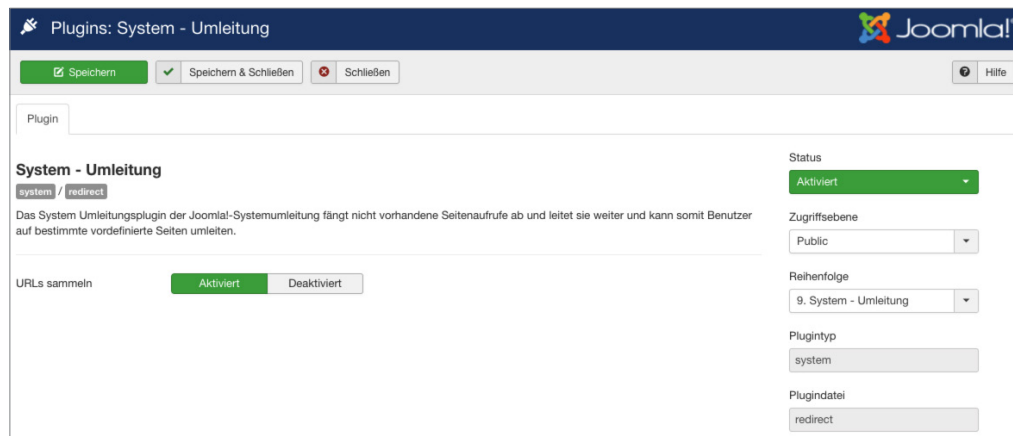 Plugins: System - Umleitung
Joomla!
Speichern
Speichern & Schließen
Schließen
Hilfe
Plugin
System - Umleitung
system / redirect
Das System Umleitungsplugin der Joomla!-Systemumleitung fängt nicht vorhandene Seitenaufrufe ab und leitet sie weiter und kann somit Benutzer
auf bestimmte vordefinierte Seiten umleiten.
URLs sammeln
Aktiviert
Deaktiviert
Status
Aktiviert
Zugriffsebene
Public
Reihenfolge
9. System - Umleitung
Plugintyp
system
Plugindatei
redirect